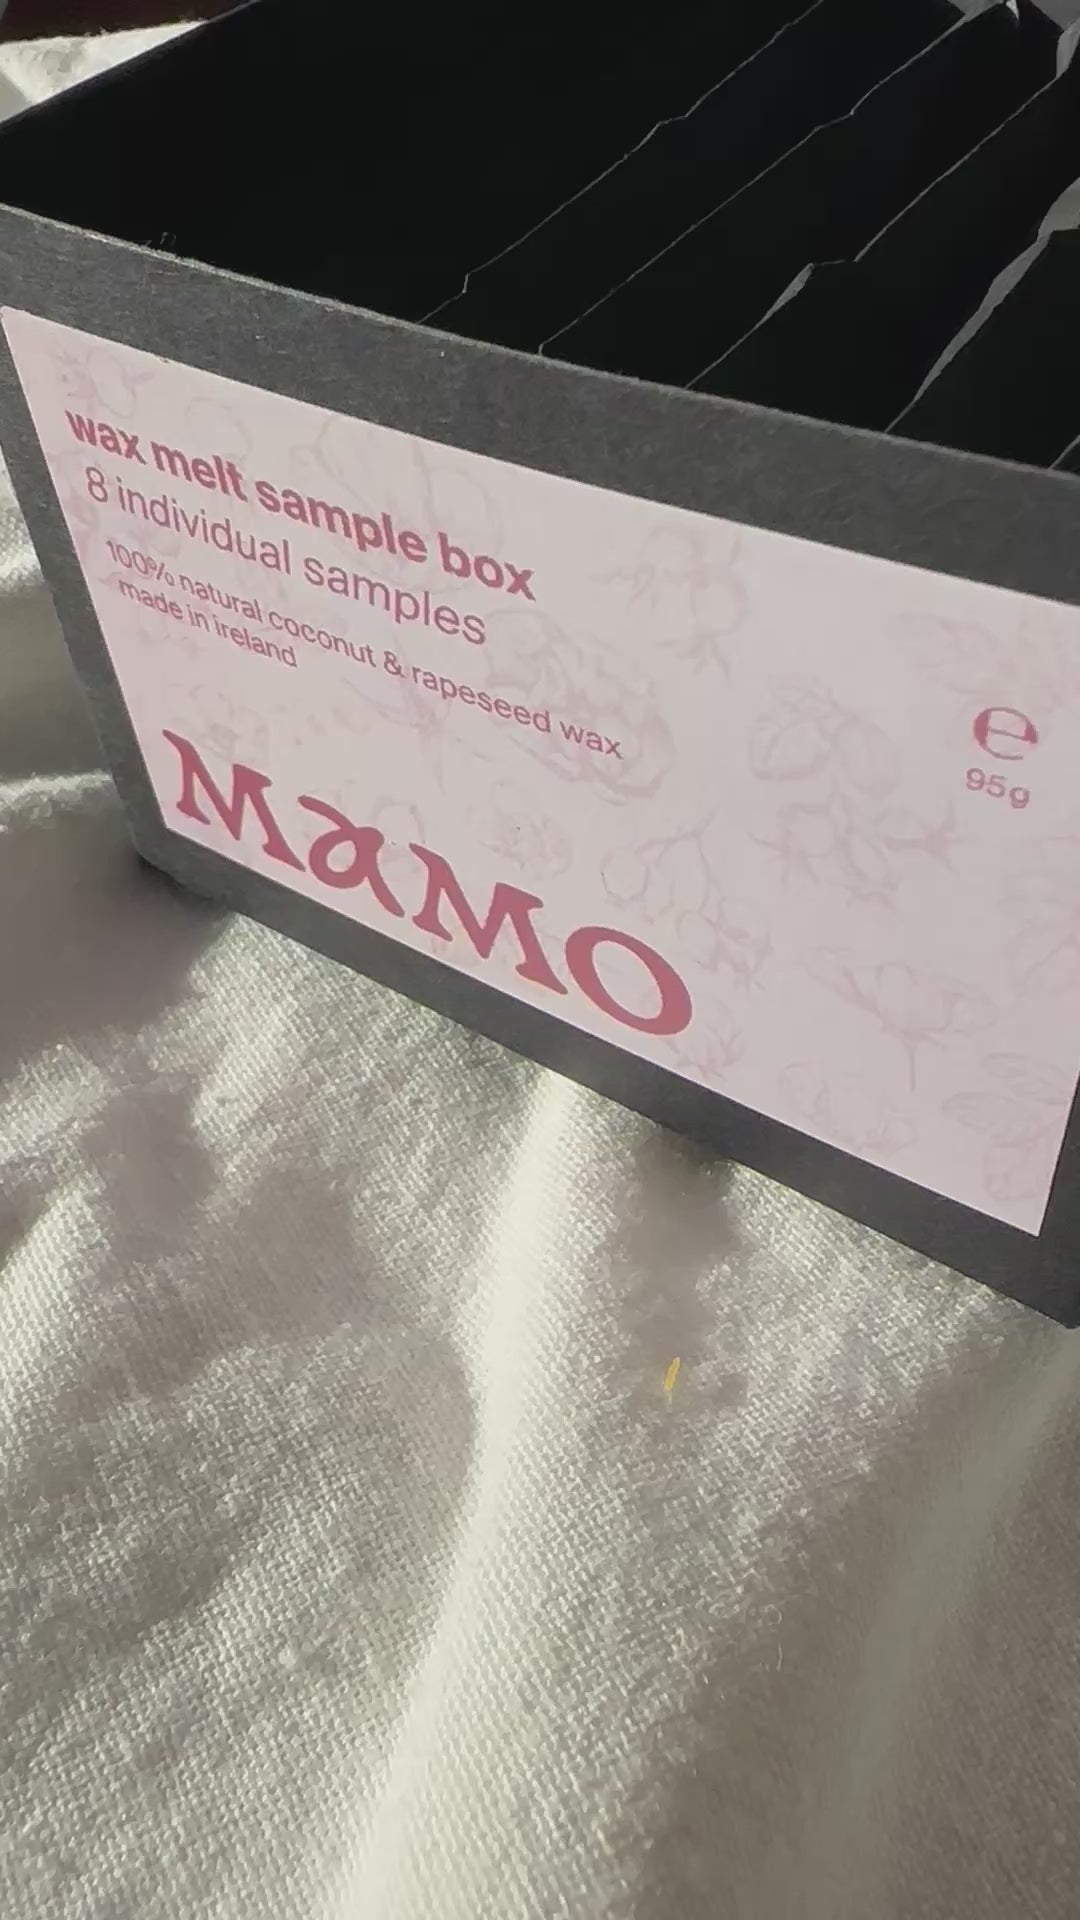 wax melt sample box
8 individual samples
100% natural coconut & rapeseed wax
made in ireland
MaMO
e
95g